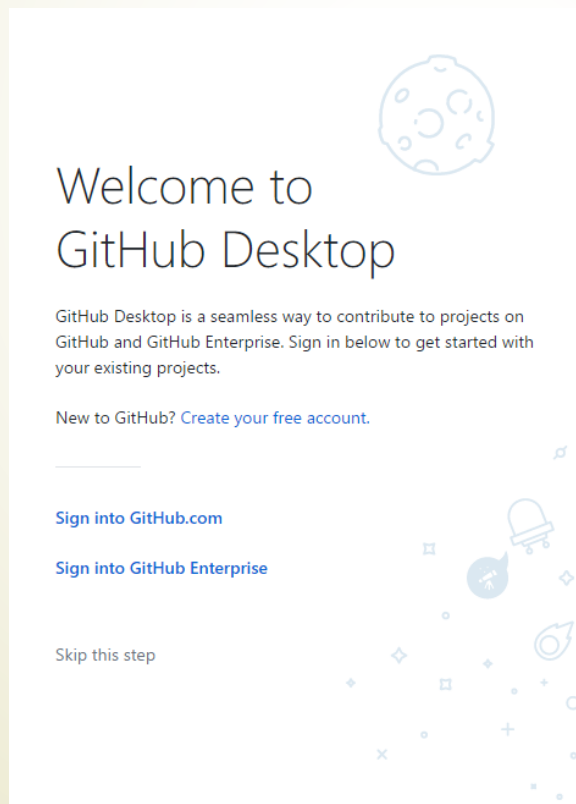 Welcome to
GitHub Desktop
GitHub Desktop is a seamless way to contribute to projects on
GitHub and GitHub Enterprise. Sign in below to get started with
your existing projects.
New to GitHub? Create your free account.
Sign into GitHub.com
Sign into GitHub Enterprise
Skip this step